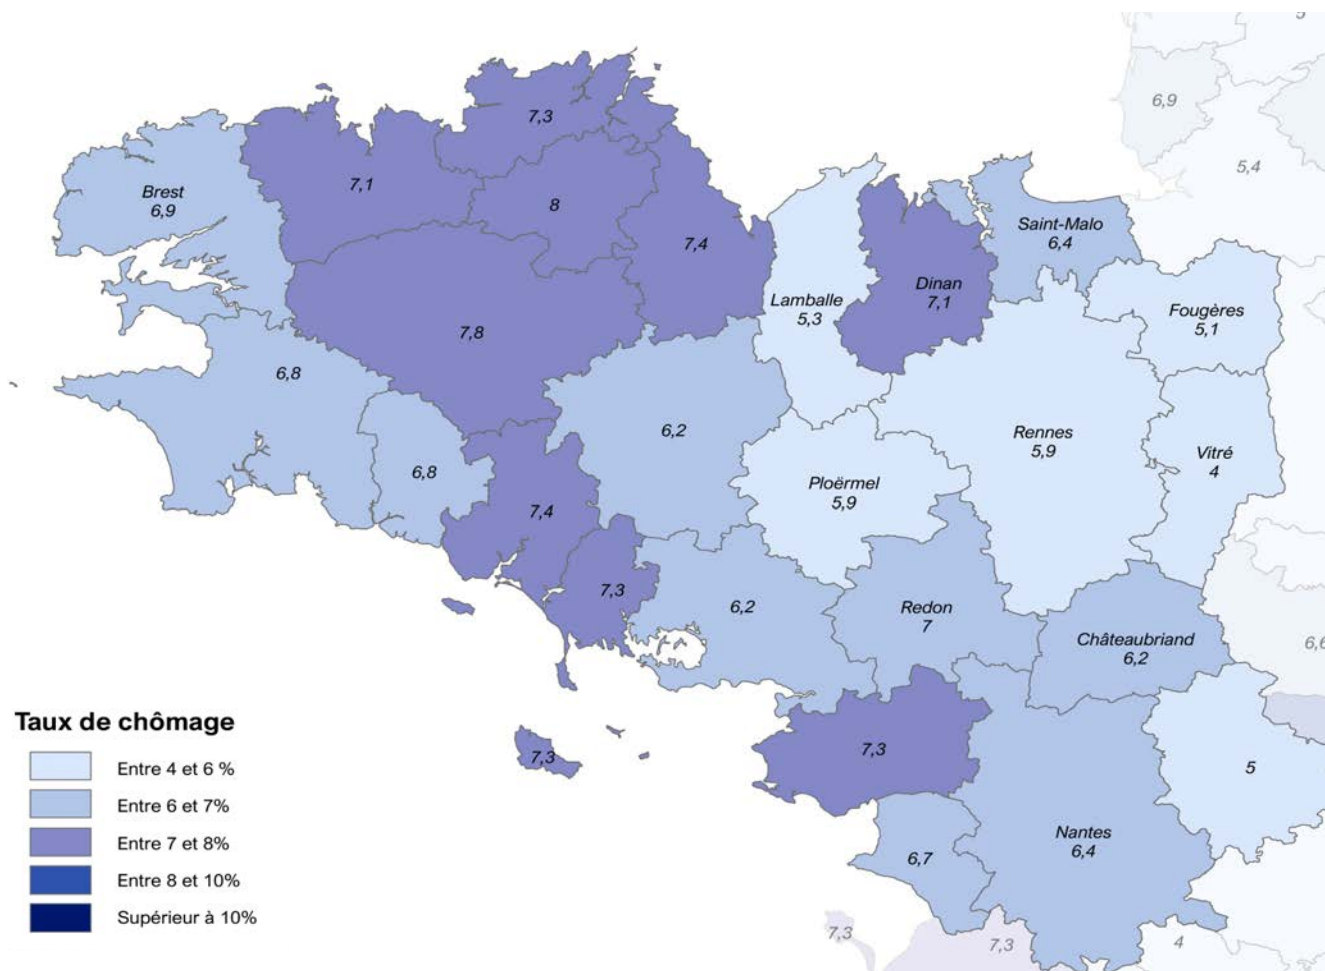 5
6,9
7,3
5,4
7,1
Brest
6,9
8
Saint-Malo
6,4
7,4
Dinan
7,1
Lamballe
5,3
Fougères
5,1
7,8
6,8
6,2
Rennes
5,9
Vitré
4
6,8
Ploërmel
5,9
7,4
7,3
6,2
Redon
7
Châteaubriand
6,2
6,6
Taux de chômage
Entre 4 et 6 %
Entre 6 et 7%
Entre 7 et 8%
Entre 8 et 10%
Supérieur à 10%
7,3
7,3
5
Nantes
6,4
6,7
7,3
7,3
4